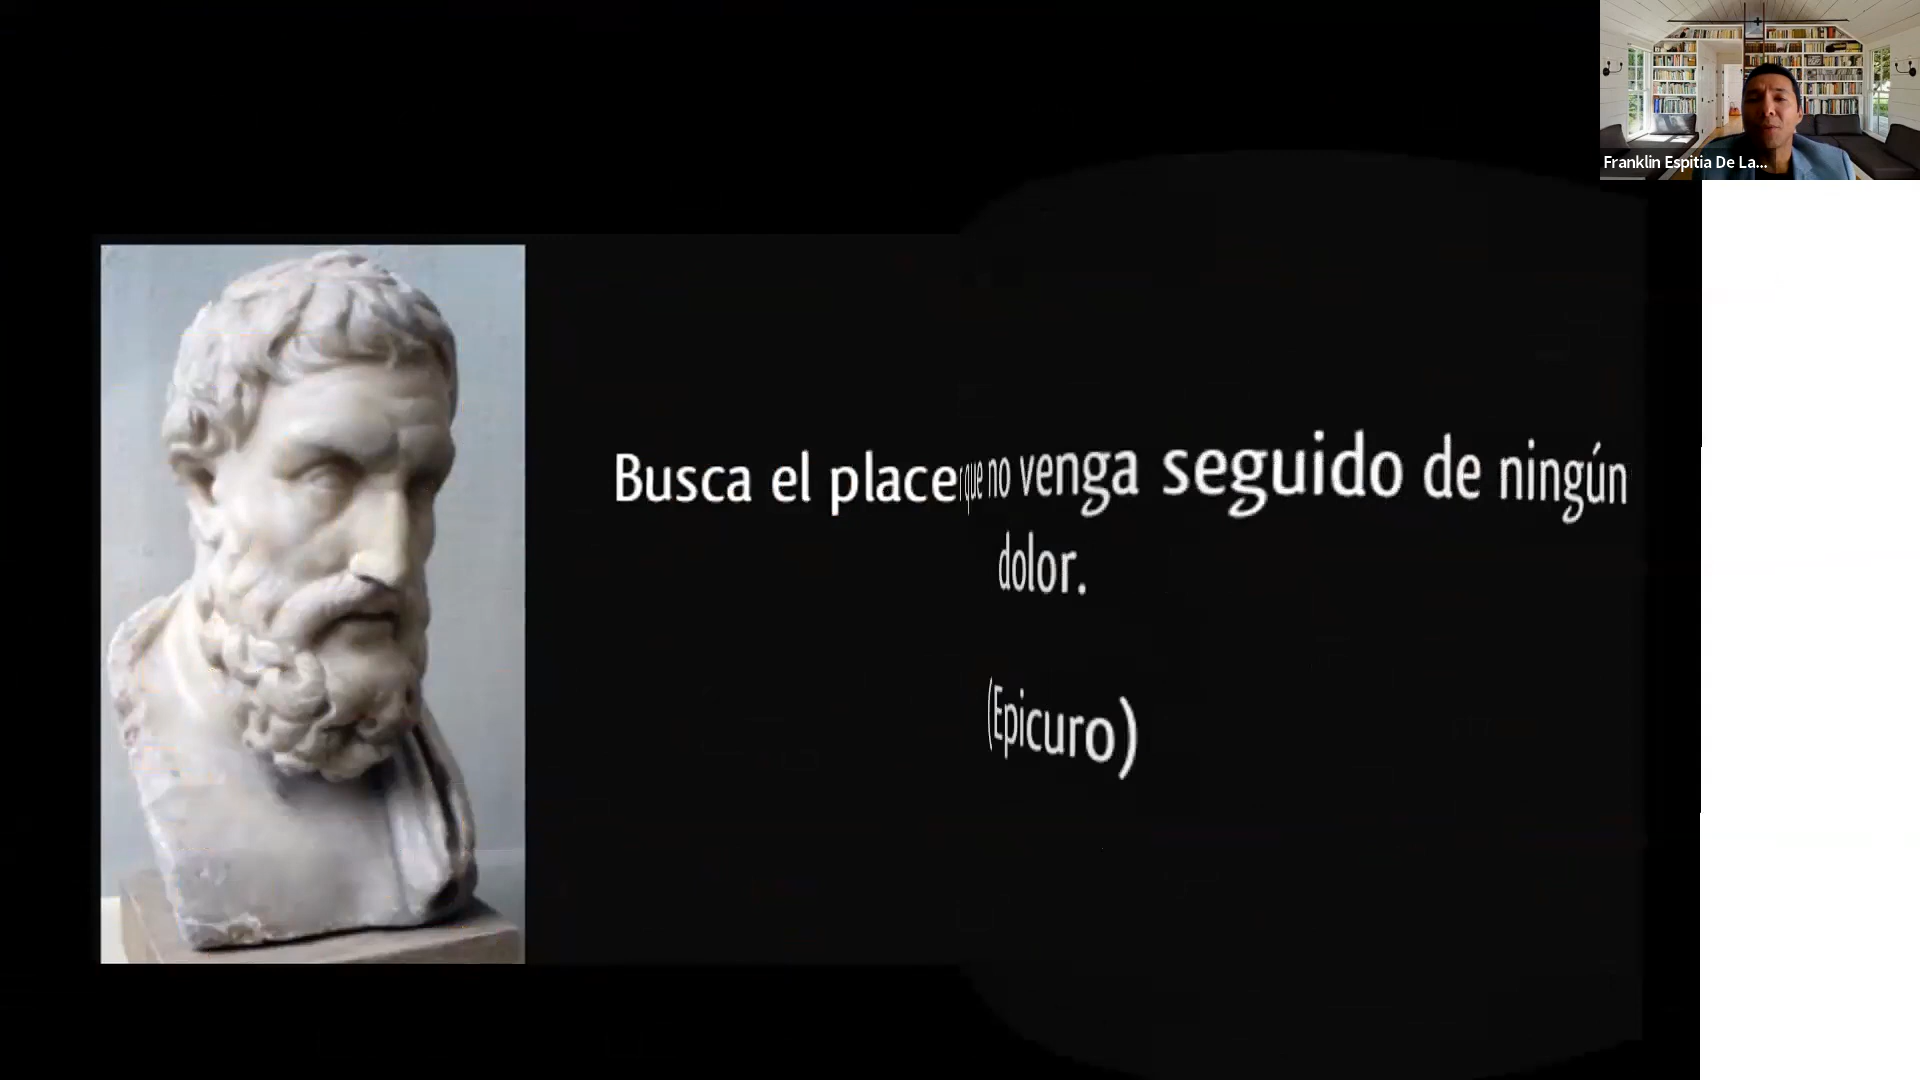 Franklin Espitia De La...
Busca el placer que no venga seguido de ningún
dolor.
(Epicuro)